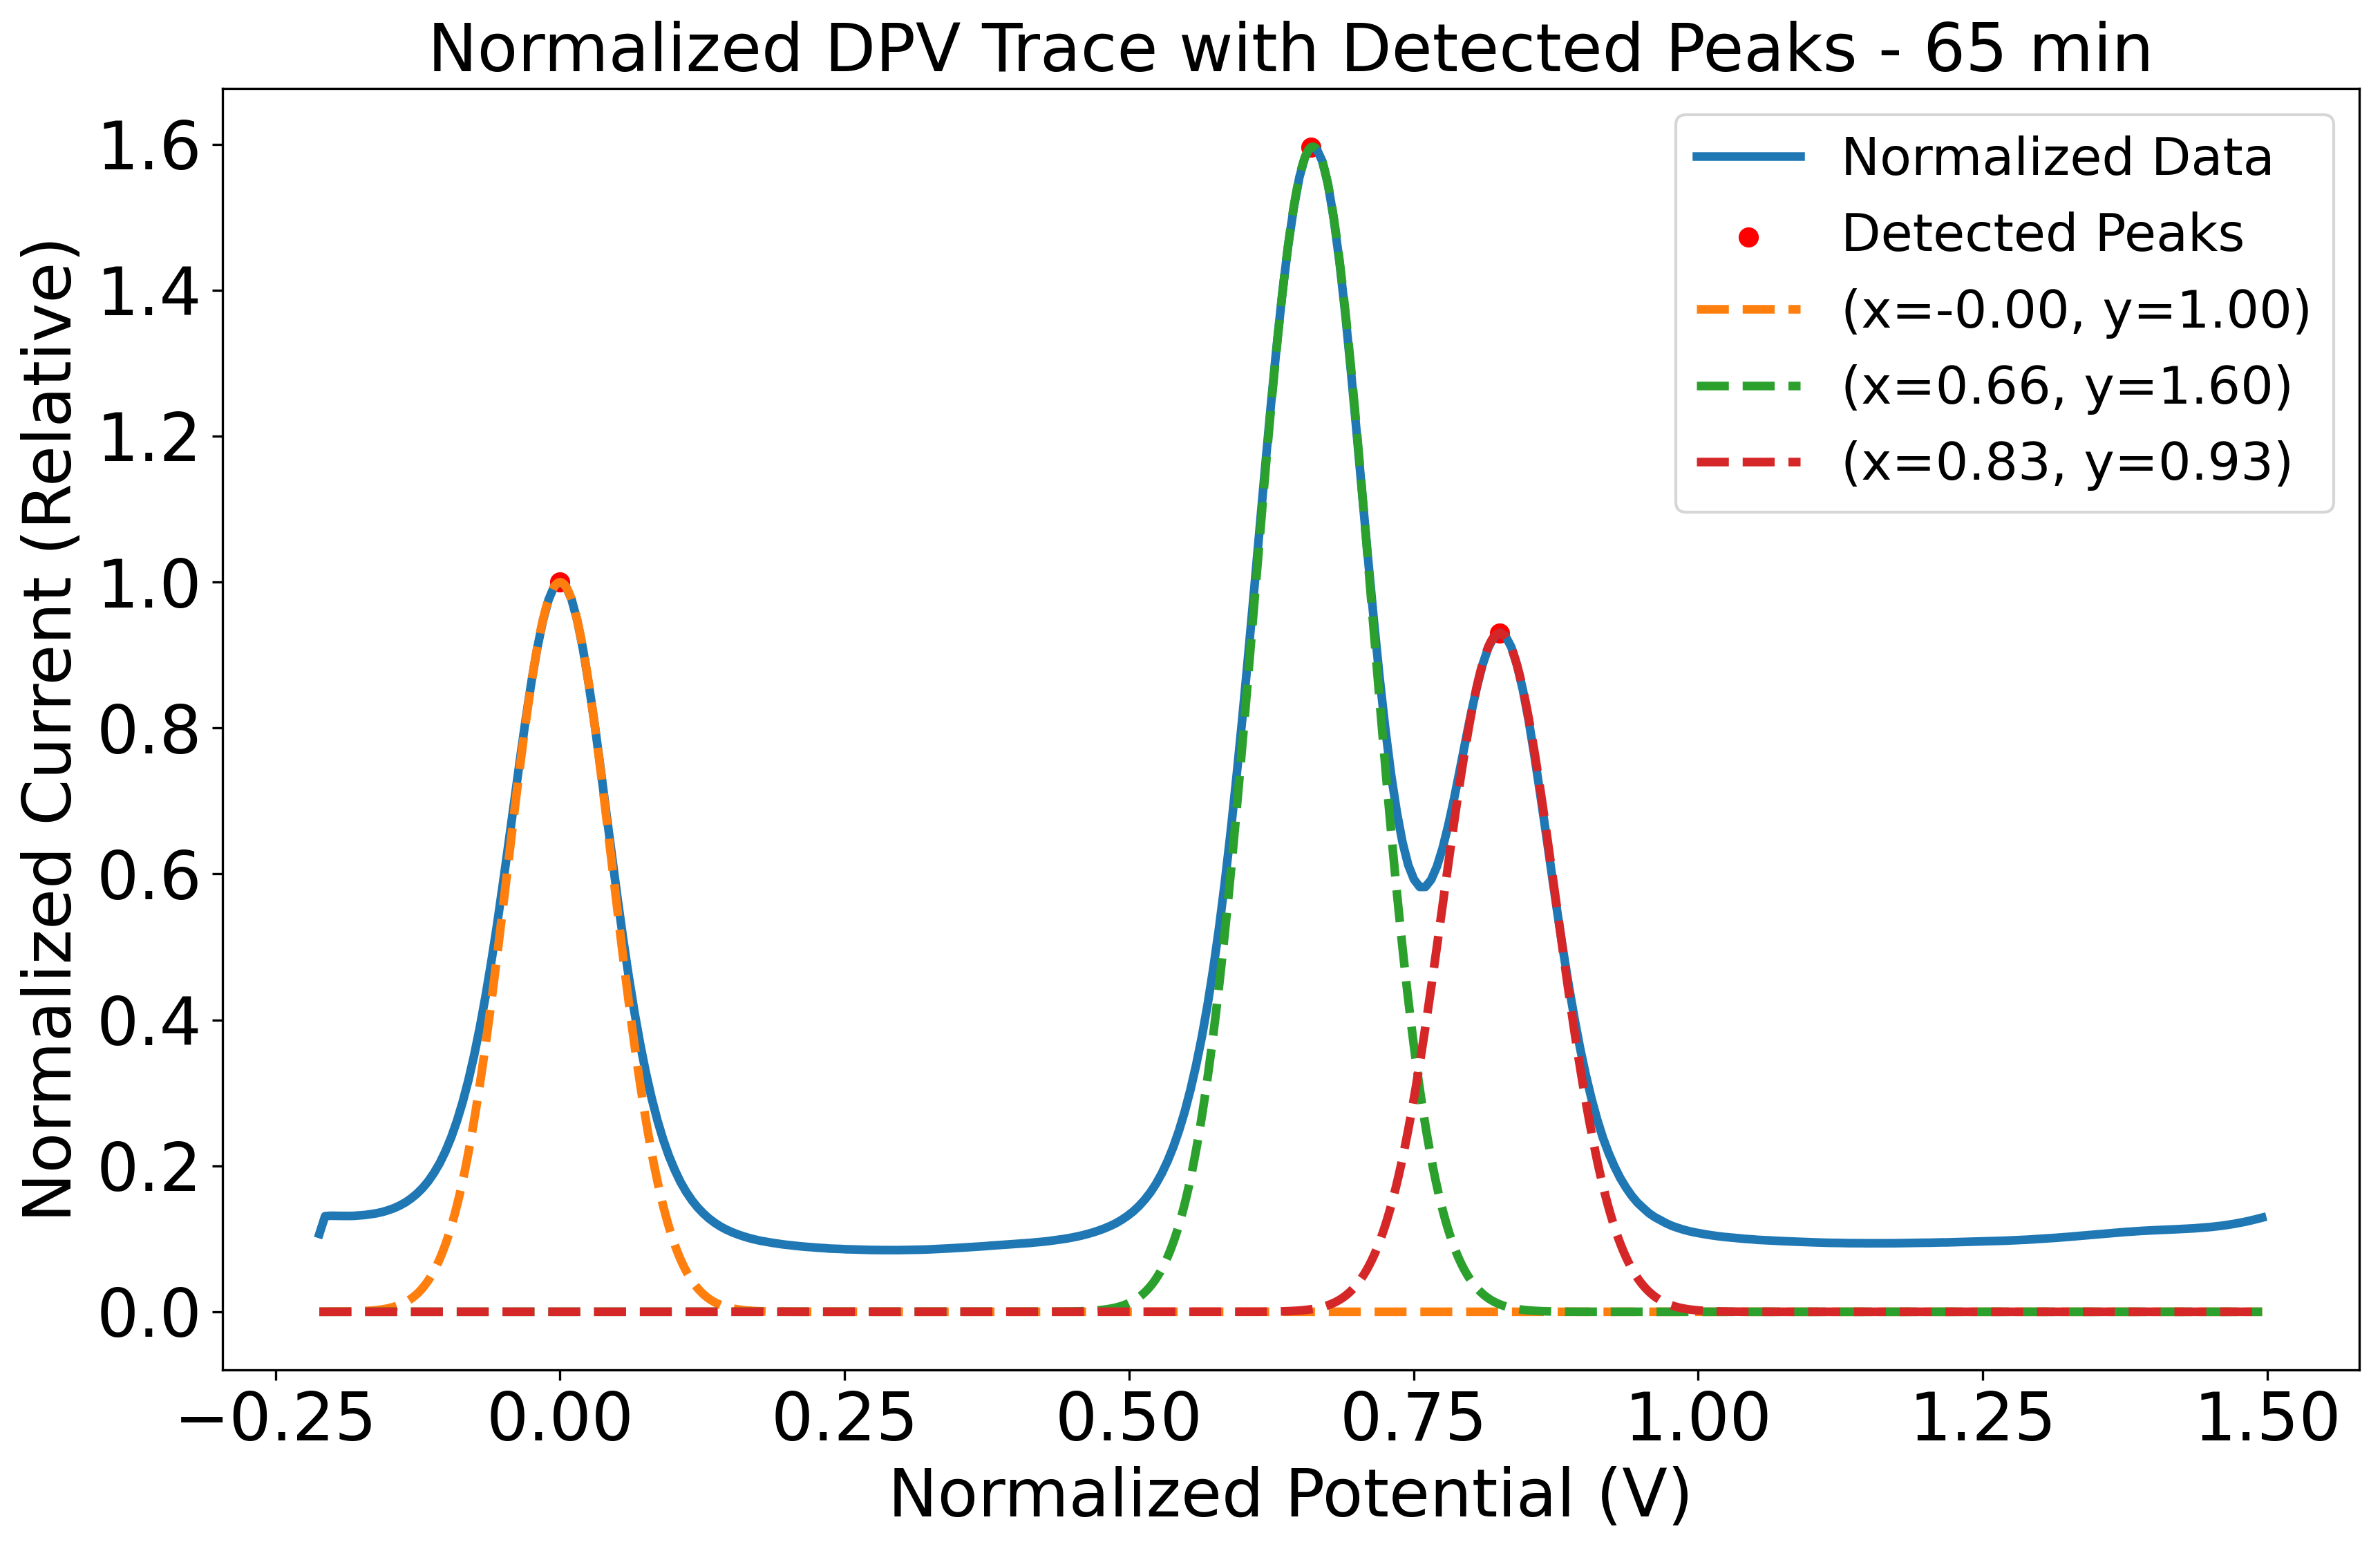 Normalized DPV Trace with Detected Peaks - 65 min
Normalized Current (Relative)
1.6
1.4
1.2
1.0
0.8
0.6
0.4
0.2
0.0
Normalized Data
Detected Peaks
(x=-0.00, y=1.00)
(x=0.66, y=1.60)
(x=0.83, y=0.93)
−0.25 0.00 0.25 0.50 0.75 1.00 1.25 1.50
Normalized Potential (V)